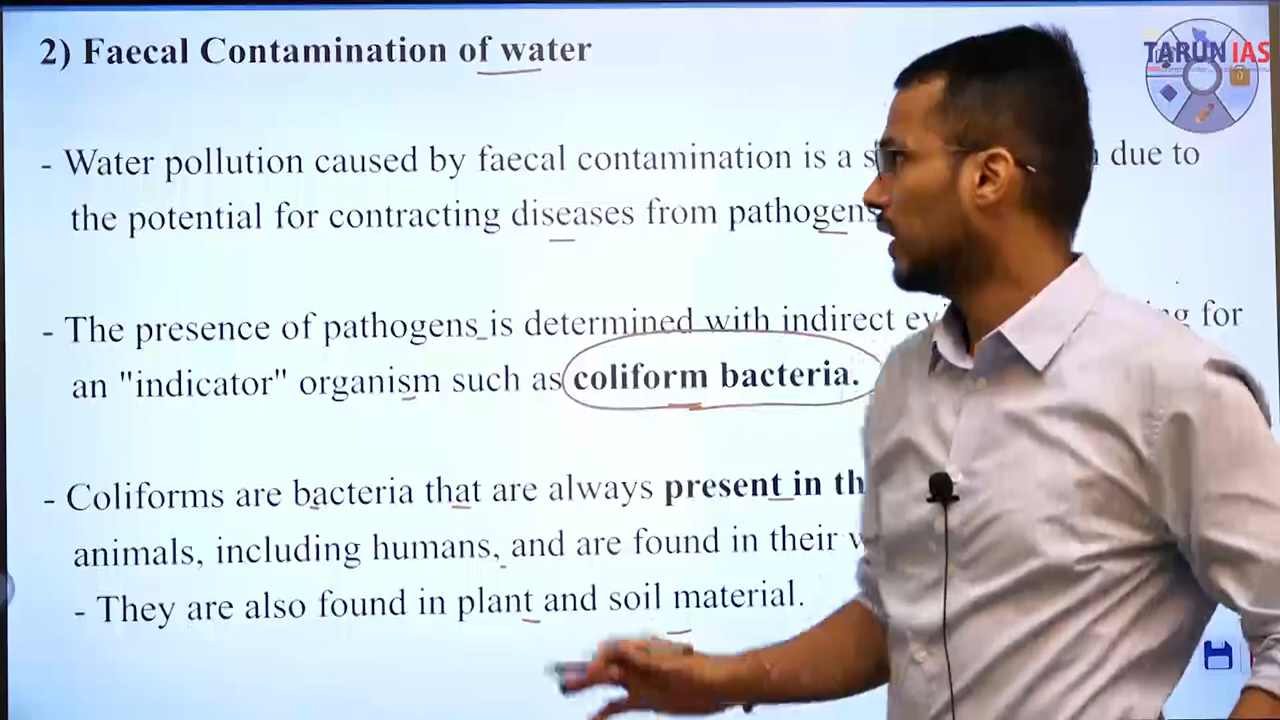 2) Faecal Contamination of water
TARUN IAS
- Water pollution caused by faecal contamination is a due to
the potential for contracting diseases from pathogens
- The presence of pathogens is determined with indirect for
an "indicator" organism such as coliform bacteria.
- Coliforms are bacteria that are always present in
animals, including humans, and are found in their
- They are also found in plant and soil material.